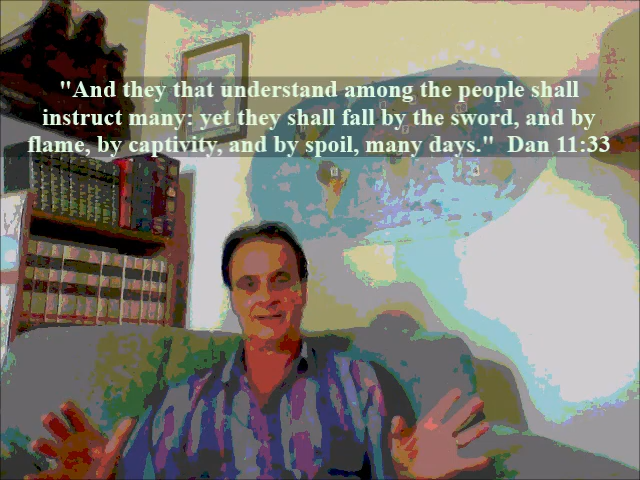 "And they that understand among the people shall
instruct many: yet they shall fall by the sword, and by
flame, by captivity, and by spoil, many days."  Dan 11:33